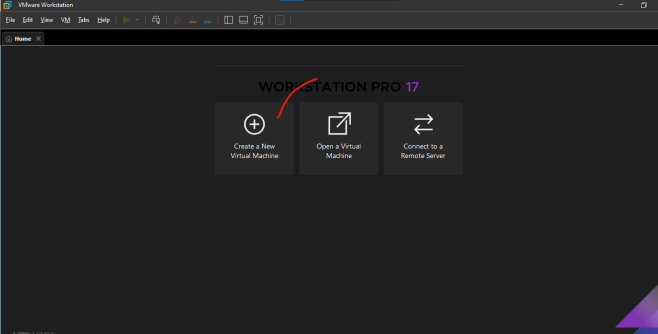 VMware Workstation
File Edit View VM Tabs Help
Home
WORKSTATION PRO 17
Create a New
Virtual Machine
Open a Virtual
Machine
Connect to a
Remote Server